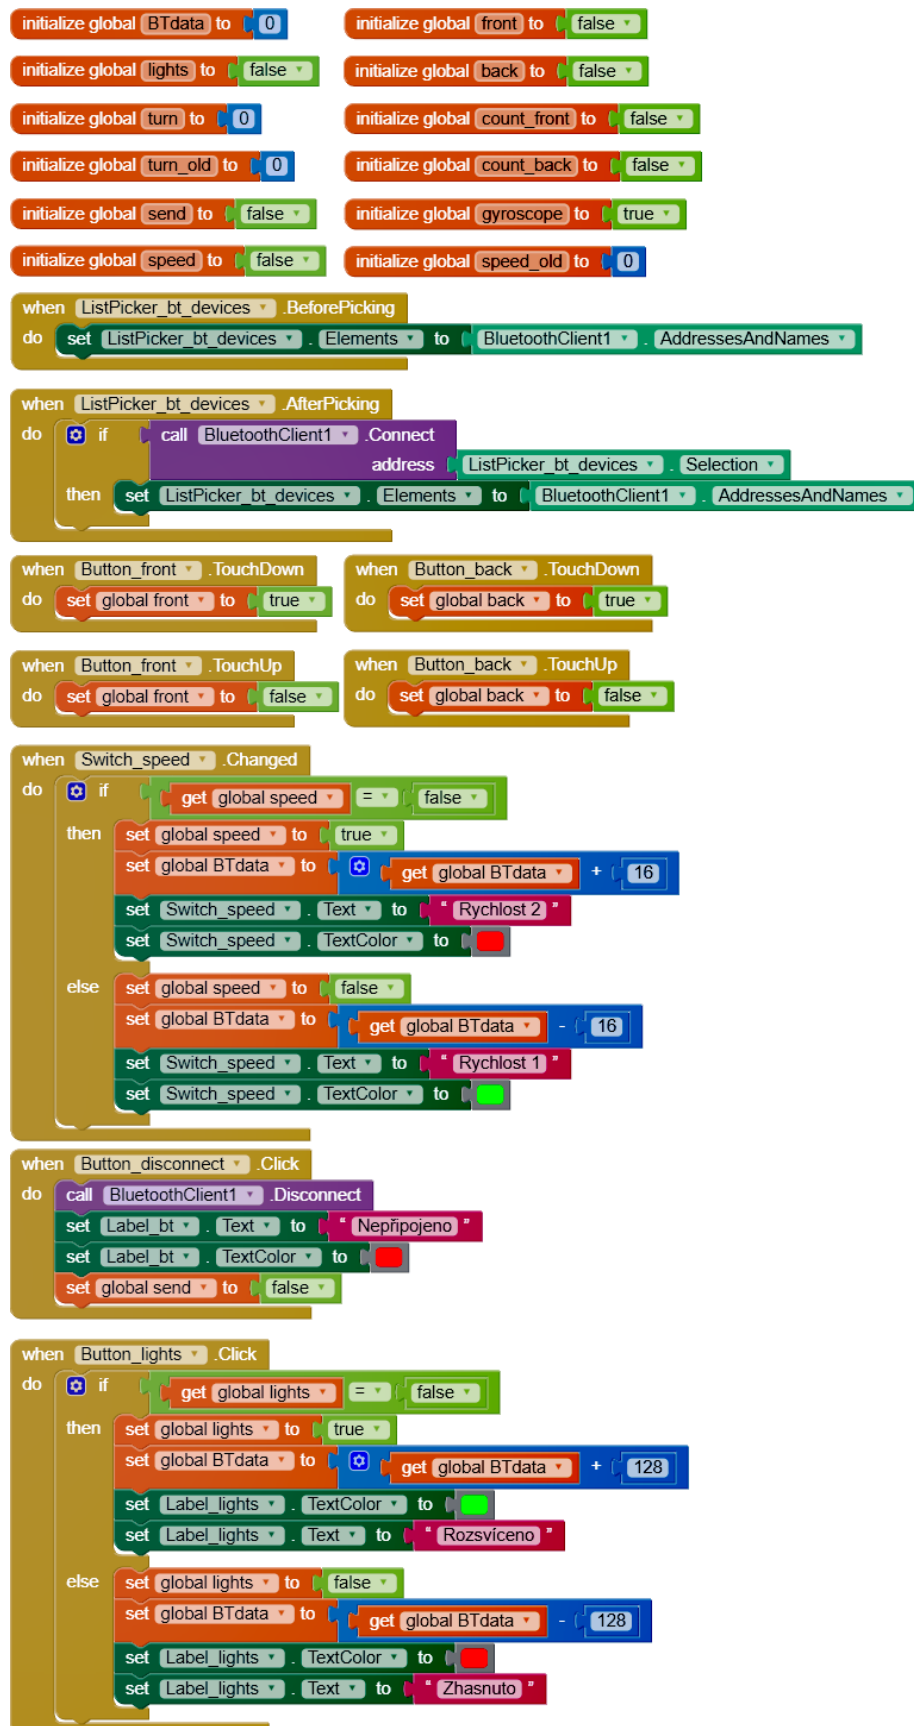 initialize global BTdata to 0
initialize global front to false
initialize global lights to false
initialize global back to false
initialize global turn to 0
initialize global count_front to false
initialize global turn_old to 0
initialize global count_back to false
initialize global send to false
initialize global gyroscope to true
initialize global speed to false
initialize global speed_old to 0
when ListPicker_bt_devices .BeforePicking
do set ListPicker_bt_devices . Elements to BluetoothClient1 . AddressesAndNames
when ListPicker_bt_devices .AfterPicking
do if call BluetoothClient1 .Connect
address ListPicker_bt_devices . Selection
then set ListPicker_bt_devices . Elements to BluetoothClient1 . AddressesAndNames
when Button_front .TouchDown
do set global front to true
when Button_back .TouchDown
do set global back to true
when Button_front .TouchUp
do set global front to false
when Button_back .TouchUp
do set global back to false
when Switch_speed .Changed
do if get global speed = false
then set global speed to true
set global BTdata to get global BTdata + 16
set Switch_speed . Text to " Rychlost 2 "
set Switch_speed . TextColor to
else set global speed to false
set global BTdata to get global BTdata - 16
set Switch_speed . Text to " Rychlost 1 "
set Switch_speed . TextColor to
when Button_disconnect .Click
do call BluetoothClient1 .Disconnect
set Label_bt . Text to " Nepřipojeno "
set Label_bt . TextColor to
set global send to false
when Button_lights .Click
do if get global lights = false
then set global lights to true
set global BTdata to get global BTdata + 128
set Label_lights . TextColor to
set Label_lights . Text to " Rozsvíceno "
else set global lights to false
set global BTdata to get global BTdata - 128
set Label_lights . TextColor to
set Label_lights . Text to " Zhasnuto "